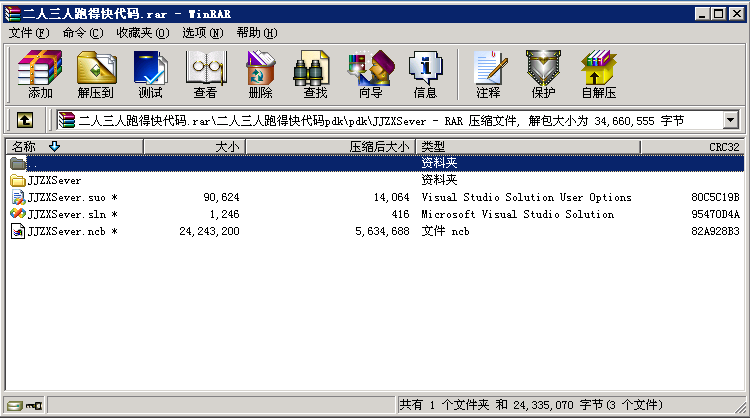 二人三人跑得快代码.rar - WinRAR
文件(F) 命令(C) 收藏夹(O) 选项(N) 帮助(H)
添加 解压到 测试 查看 删除 查找 向导 信息 注释 保护 自解压
二人三人跑得快代码.rar\二人三人跑得快代码pdk\pdk\JJZXSever - RAR 压缩文件, 解包大小为 34,660,555 字节
名称 大小 压缩后大小 类型 CRC32
.. 资料夹
JJZXSever 资料夹
JJZXSever.suo * 90,624 14,064 Visual Studio Solution User Options 80C5C19B
JJZXSever.sln * 1,246 416 Microsoft Visual Studio Solution 95470D4A
JJZXSever.ncb * 24,243,200 5,634,688 文件 ncb 82A928B3
共有 1 个文件夹 和 24,335,070 字节(3 个文件)